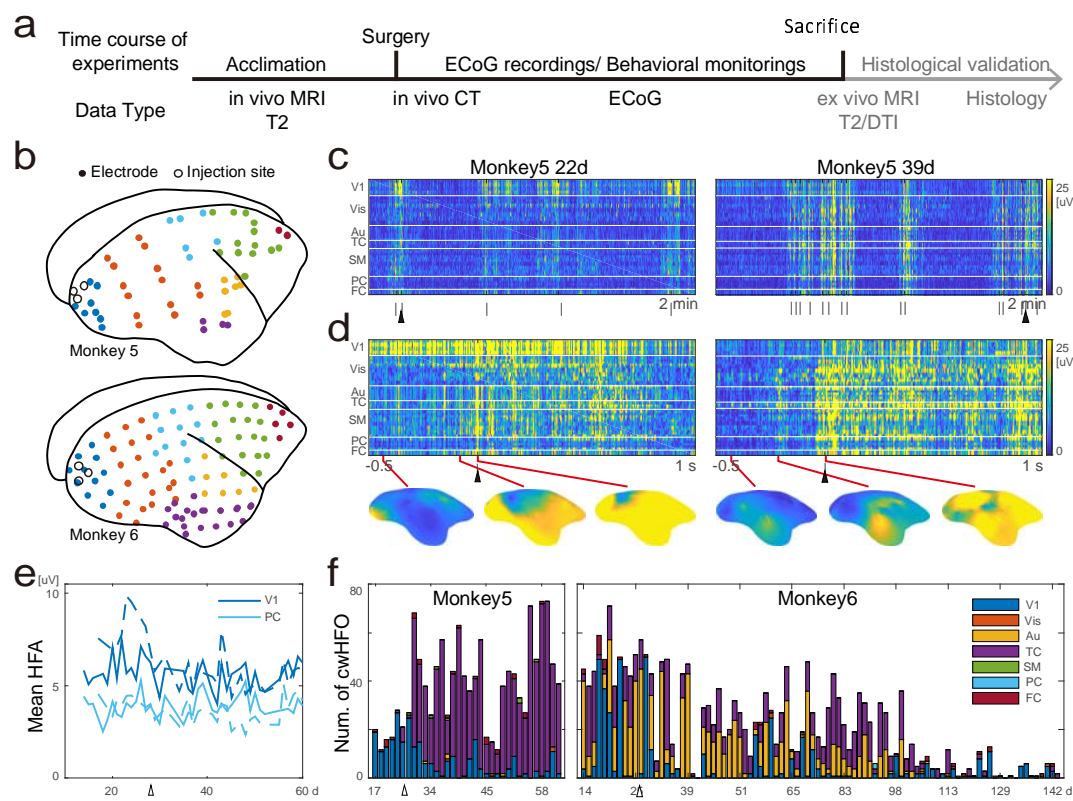 a
Time course of
experiments
Surgery
Sacrifice
Acclimation
ECoG recordings/ Behavioral monitorings
Histological validation
Data Type
in vivo MRI
T2
in vivo CT
ECoG
ex vivo MRI
T2/DTI
Histology
b
Electrode
Injection site
Monkey 5
Monkey 6
c
Monkey5 22d
Monkey5 39d
V1
Vis
Au
TC
SM
PC
FC
2 min
2 min
25
[uV
0
d
V1
Vis
Au
TC
SM
PC
FC
-0.5
1 s
-0.5
1 s
25
[uV
0
e
[uV]
10
5
0
Mean HFA
V1
PC
20
40
60 d
f
Num. of cwHFO
80
40
0
Monkey5
17
34
45
58
Monkey6
14
39
51
65
83
98
121
142 d
V1
Vis
Au
TC
SM
PC
FC